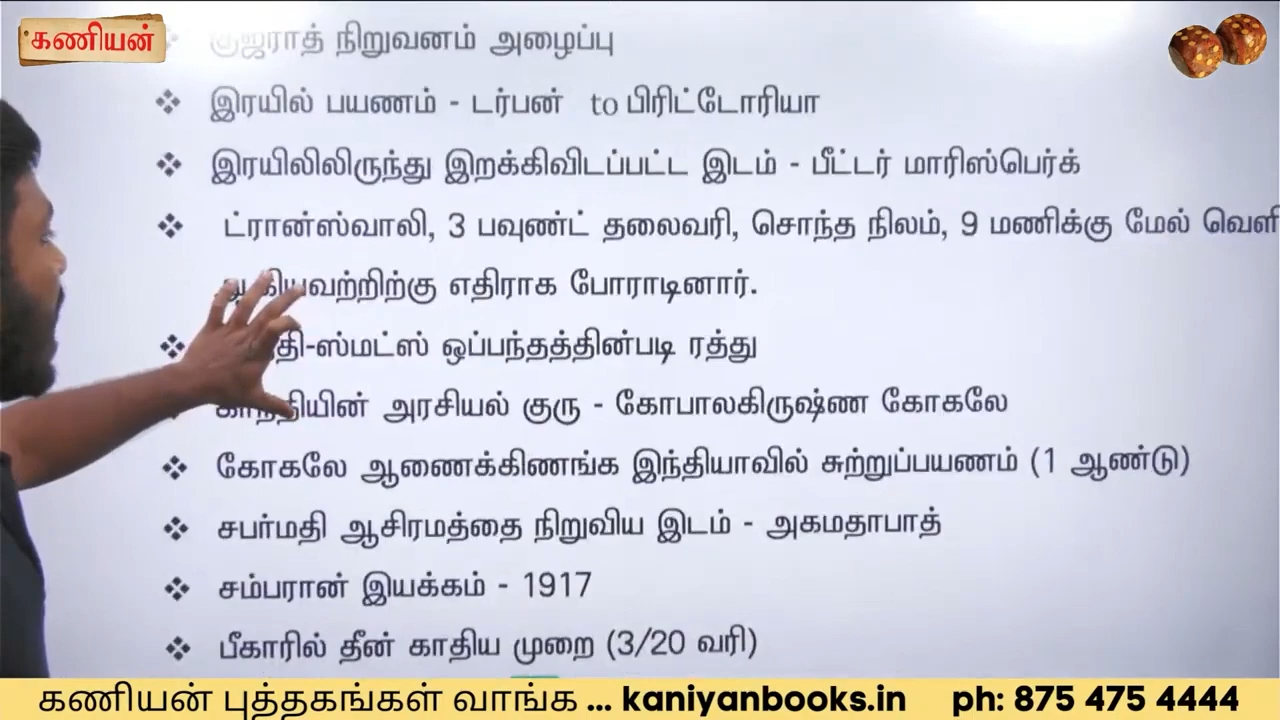 கணியன்
குஜராத் நிறுவனம் அழைப்பு
இரயில் பயணம் - டர்பன் to பிரிட்டோரியா
இரயிலிலிருந்து இறக்கிவிடப்பட்ட இடம் - பீட்டர் மாரிஸ்பெர்க்
ட்ரான்ஸ்வாலி, 3 பவுண்ட் தலைவரி, சொந்த நிலம், 9 மணிக்கு மேல் வெளி
ஆகியவற்றிற்கு எதிராக போராடினார்.
தி-ஸ்மட்ஸ் ஒப்பந்தத்தின்படி ரத்து
காந்தியின் அரசியல் குரு - கோபாலகிருஷ்ண கோகலே
கோகலே ஆணைக்கிணங்க இந்தியாவில் சுற்றுப்பயணம் (1 ஆண்டு)
சபர்மதி ஆசிரமத்தை நிறுவிய இடம் - அகமதாபாத்
சம்பரான் இயக்கம் - 1917
பீகாரில் தீன் காதிய முறை (3/20 வரி)
கணியன் புத்தகங்கள் வாங்க ... kaniyanbooks.in ph: 875 475 4444